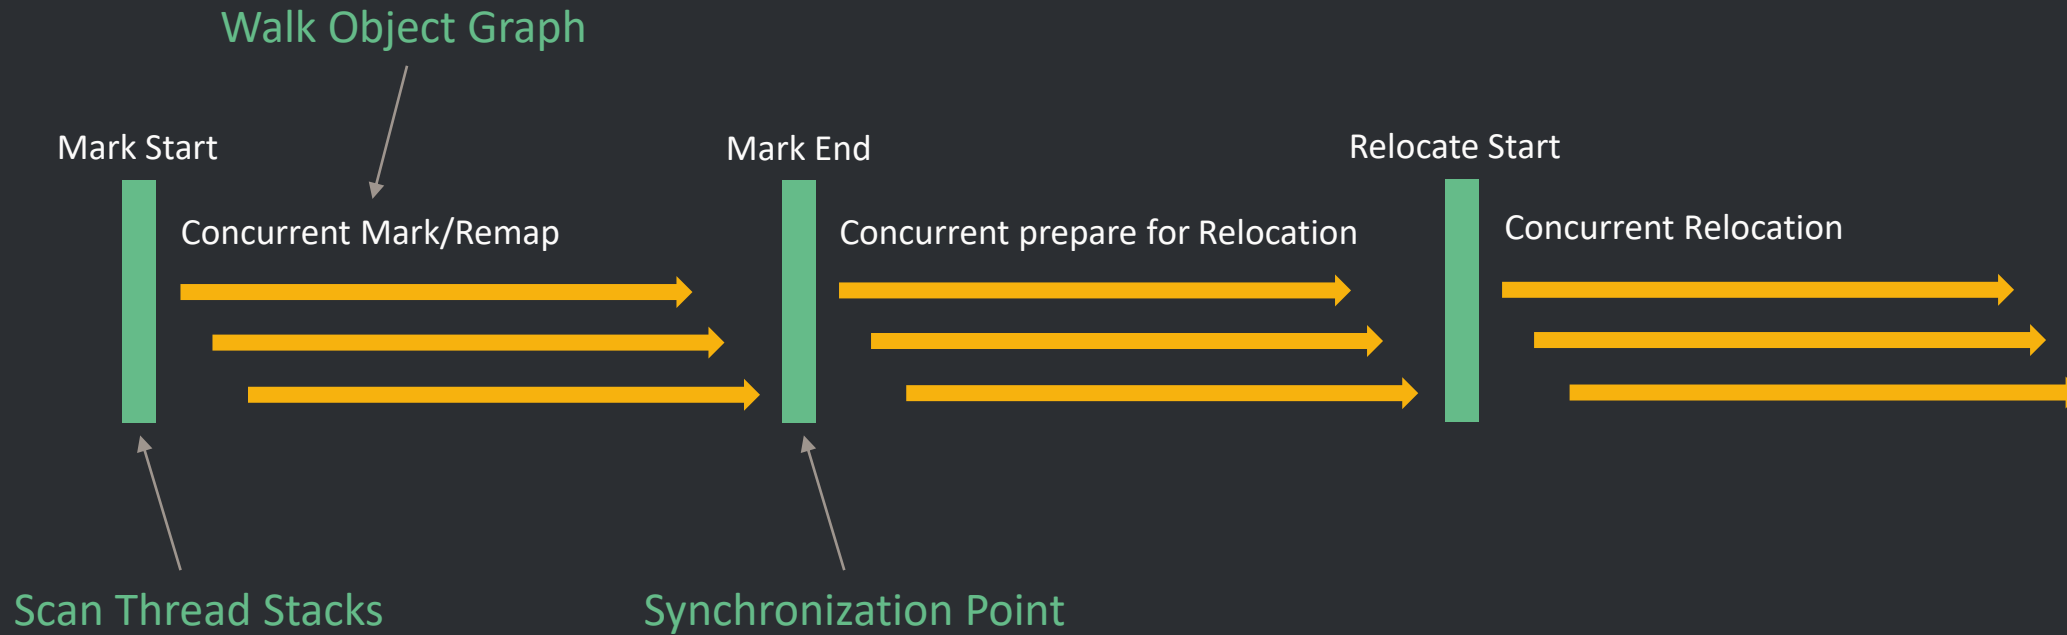 Walk Object Graph
Mark Start
Mark End
Relocate Start
Concurrent Mark/Remap
Concurrent prepare for Relocation
Concurrent Relocation
Scan Thread Stacks
Synchronization Point